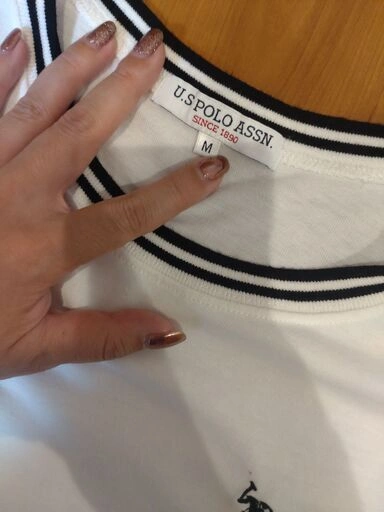 U.S POLO ASSN.
SINCE 1890
M